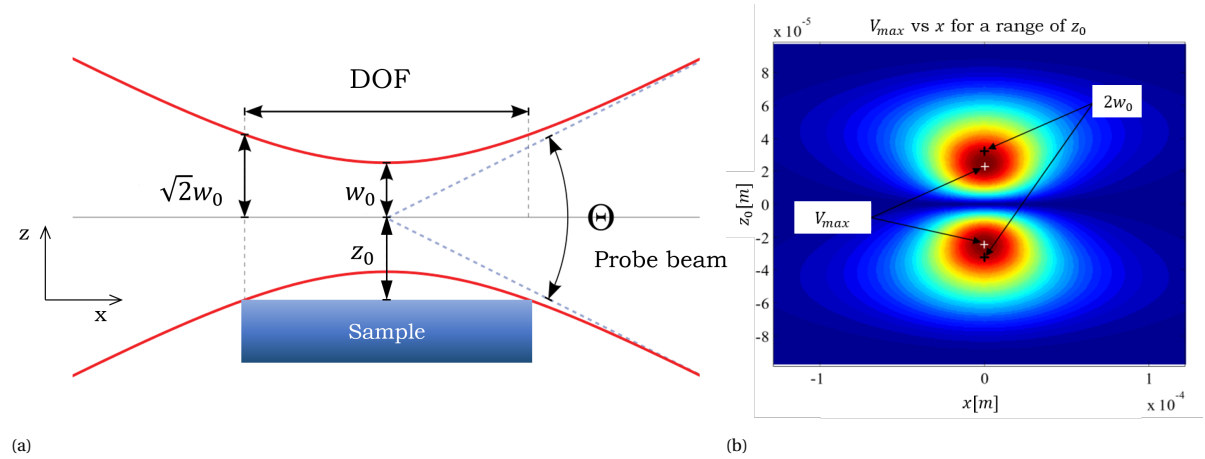 DOF
√2w₀
w₀
Θ
z
z₀
Probe beam
x
Sample
(a)
x 10⁻⁵
V_max vs x for a range of z₀
8
6
4
2
0
-2
-4
-6
-8
z₀[m]
2w₀
V_max
-1
0
1
x[m]
x 10⁻⁴
(b)